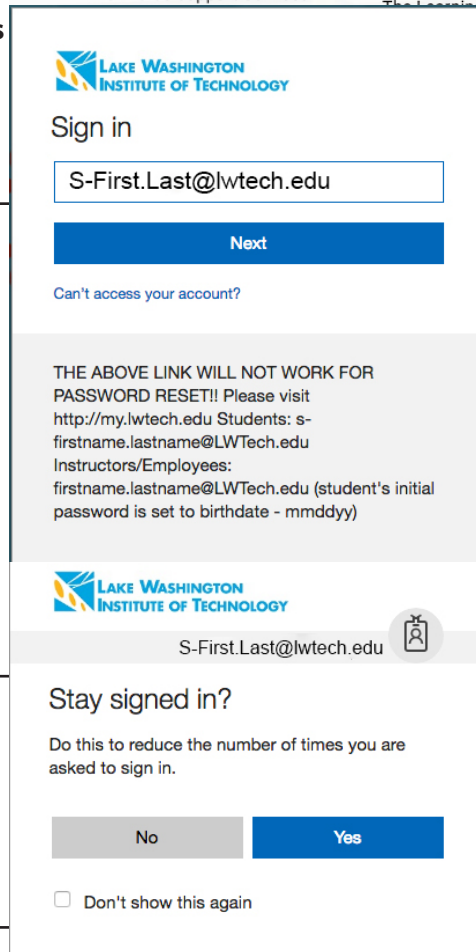 s
LAKE WASHINGTON
INSTITUTE OF TECHNOLOGY
Sign in
S-First.Last@lwtech.edu
Next
Can't access your account?
THE ABOVE LINK WILL NOT WORK FOR
PASSWORD RESET!! Please visit
http://my.lwtech.edu Students: s-
firstname.lastname@LWTech.edu
Instructors/Employees:
firstname.lastname@LWTech.edu (student's initial
password is set to birthdate - mmddyy)
LAKE WASHINGTON
INSTITUTE OF TECHNOLOGY
S-First.Last@lwtech.edu
Stay signed in?
Do this to reduce the number of times you are
asked to sign in.
No Yes
Don't show this again